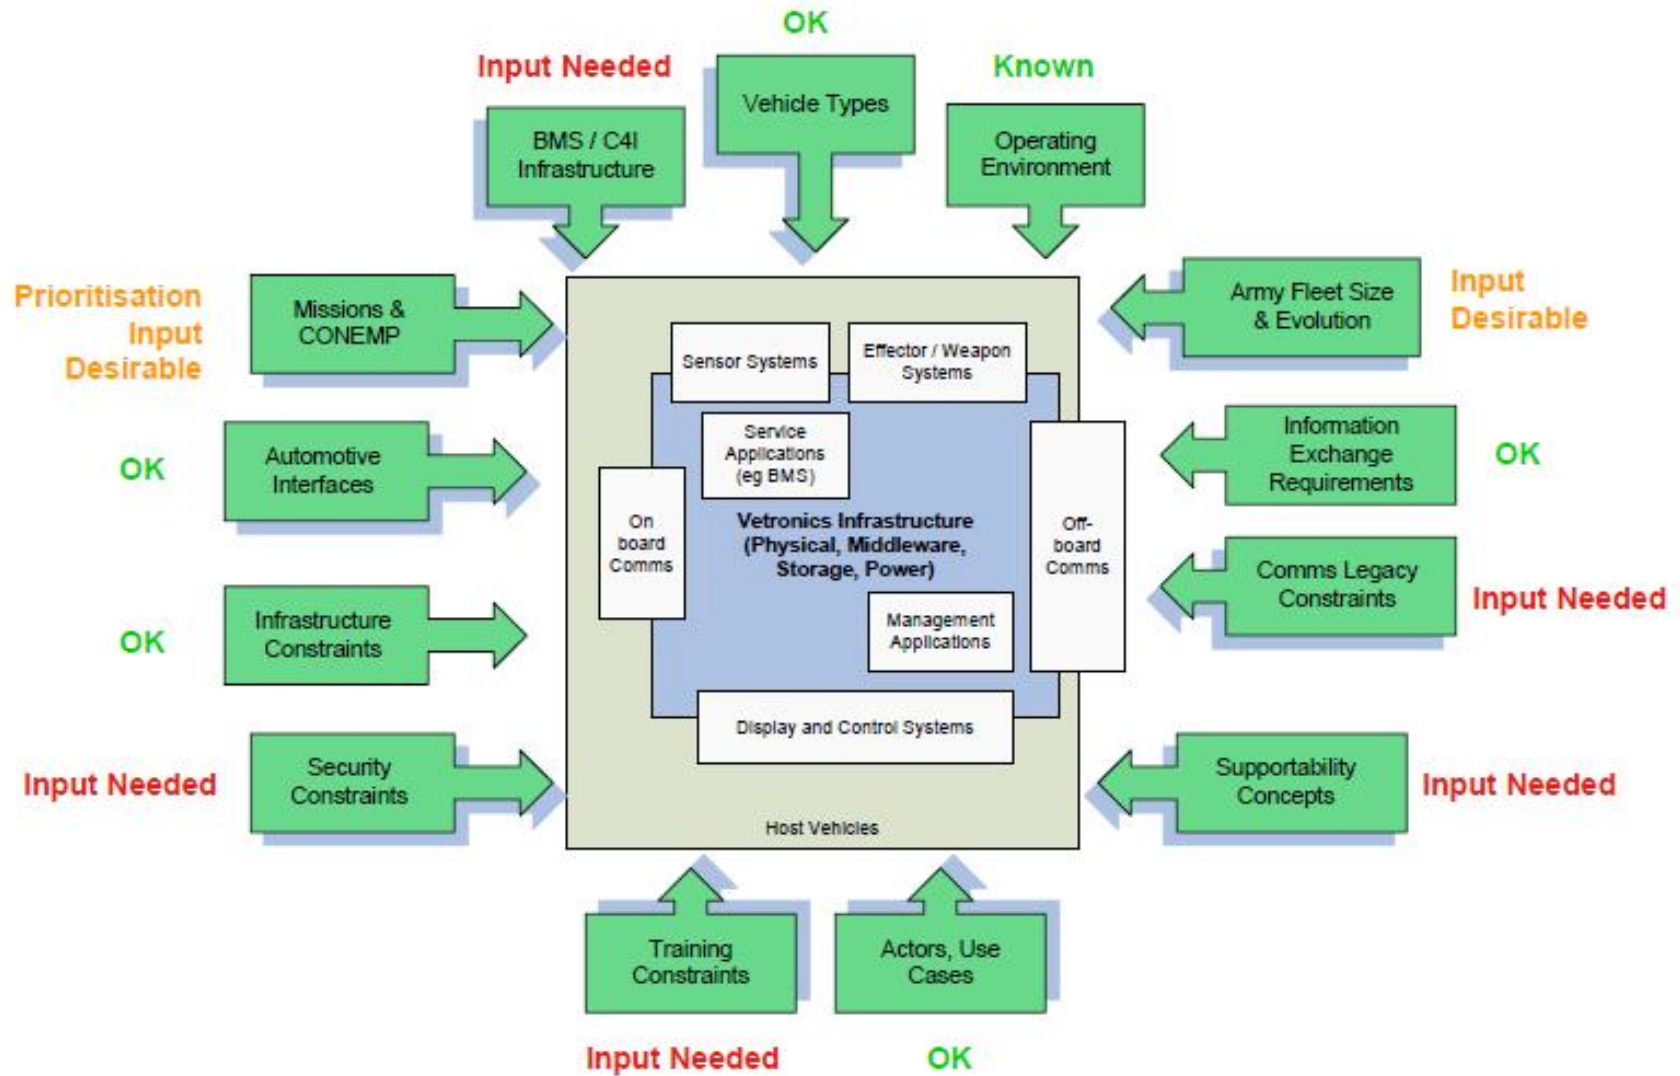 OK
Input Needed
Known
Vehicle Types
BMS / C4I
Infrastructure
Operating
Environment
Prioritisation
Input
Desirable
Missions &
CONEMP
Army Fleet Size
& Evolution
Input
Desirable
Sensor Systems
Effector / Weapon
Systems
OK
Automotive
Interfaces
Service
Applications
(eg BMS)
Information
Exchange
Requirements
OK
On
board
Comms
Vetronics Infrastructure
(Physical, Middleware,
Storage, Power)
Off-
board
Comms
Comms Legacy
Constraints
Input Needed
OK
Infrastructure
Constraints
Management
Applications
Display and Control Systems
Input Needed
Security
Constraints
Supportability
Concepts
Input Needed
Host Vehicles
Training
Constraints
Actors, Use
Cases
Input Needed
OK